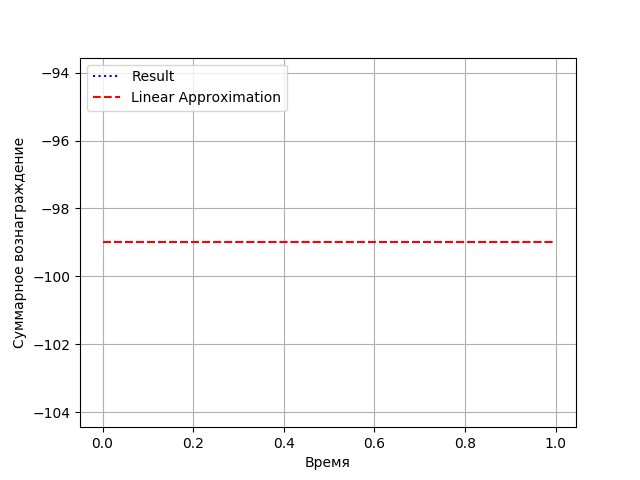 Result
Linear Approximation
−94
−96
−98
−100
−102
−104
Суммарное вознаграждение
0.0 0.2 0.4 0.6 0.8 1.0
Время